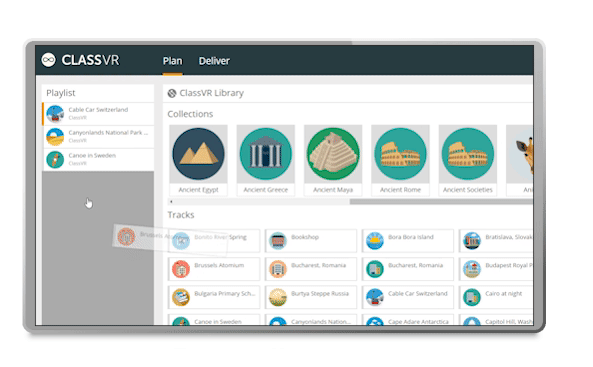 CLASSVR
Plan
Deliver
Playlist
Cable Car Switzerland
ClassVR
Canyonlands National Park ...
ClassVR
Canoe in Sweden
ClassVR
ClassVR Library
Collections
Ancient Egypt
Ancient Greece
Ancient Maya
Ancient Rome
Ancient Societies
Ani
Tracks
Brussels Atomium
Bonito River Spring
Bookshop
Bora Bora Island
Bratislava, Slovak
Brussels Atomium
Bucharest, Romania
Bucharest, Romania
Budapest Royal P
Bulgaria Primary Sch...
Burtya Steppe Russia
Cable Car Switzerland
Cairo at night
Canoe in Sweden
Canyonlands Nation...
Cape Adare Antarctica
Capitol Hill, Wash